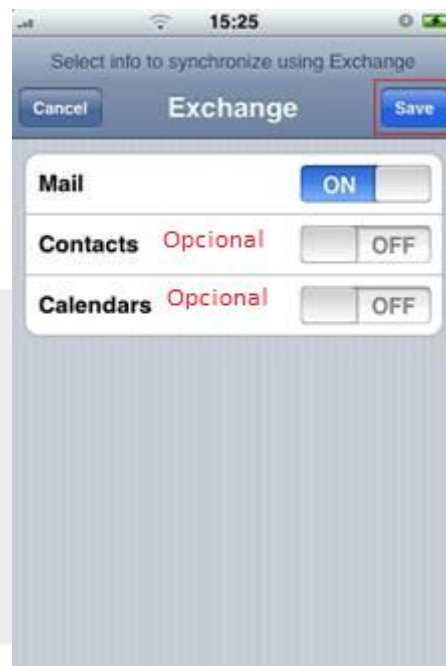 15:25
Select info to synchronize using Exchange
Cancel Exchange Save
Mail ON
Contacts Opcional OFF
Calendars Opcional OFF